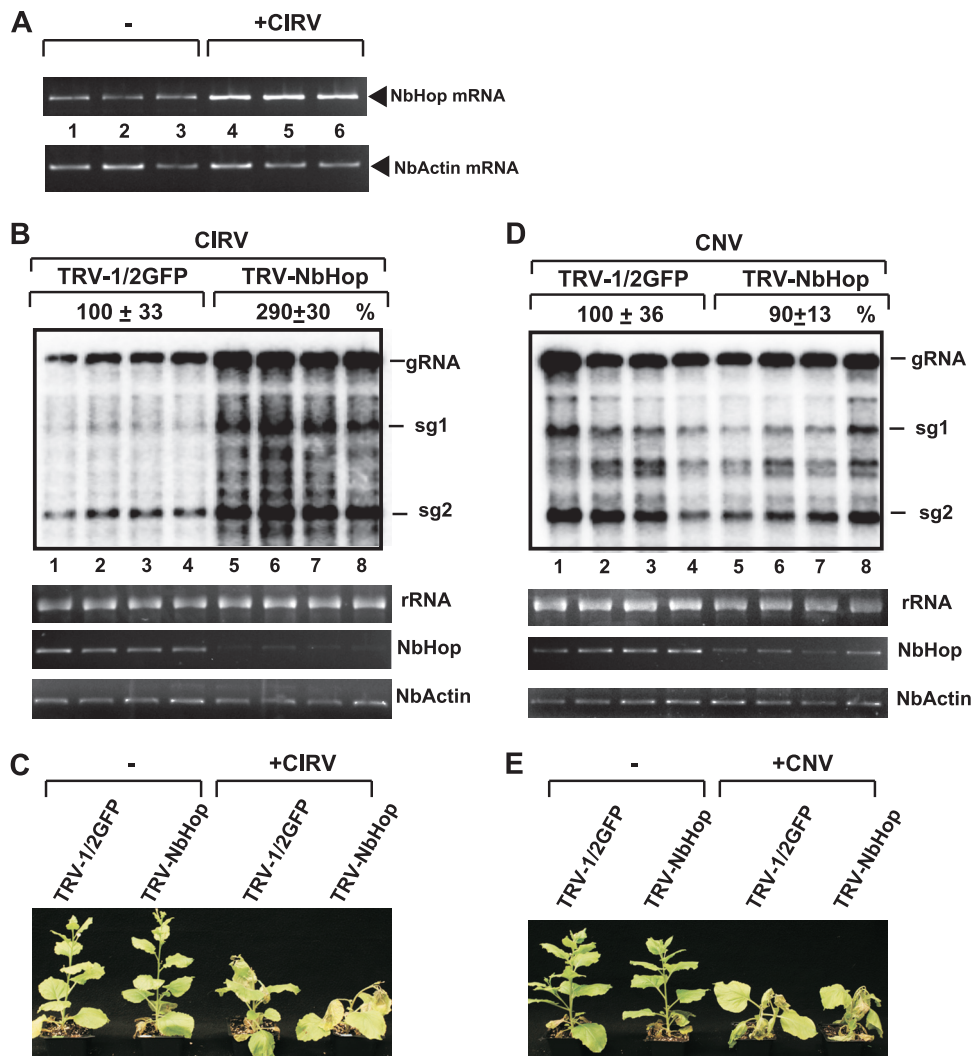 A
- +CIRV
NbHop mRNA
1 2 3 4 5 6
NbActin mRNA
B
CIRV
TRV-1/2GFP TRV-NbHop
100 ± 33 290±30 %
gRNA
sg1
sg2
1 2 3 4 5 6 7 8
rRNA
NbHop
NbActin
C
- +CIRV
TRV-1/2GFP TRV-NbHop TRV-1/2GFP TRV-NbHop
D
CNV
TRV-1/2GFP TRV-NbHop
100 ± 36 90±13 %
gRNA
sg1
sg2
1 2 3 4 5 6 7 8
rRNA
NbHop
NbActin
E
- +CNV
TRV-1/2GFP TRV-NbHop TRV-1/2GFP TRV-NbHop